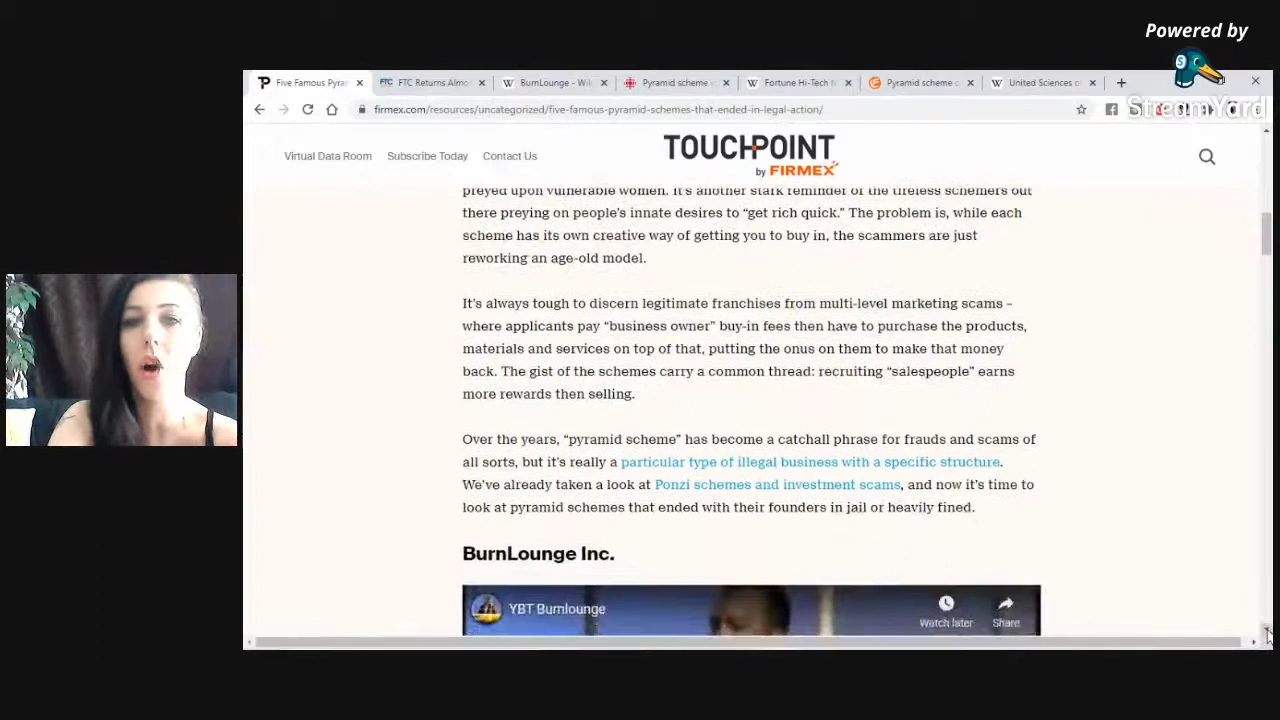 Powered by
StreamYard
Five Famous Pyra
FTC Returns Almo
BurnLounge - Wik
Pyramid scheme
Fortune Hi-Tech M
Pyramid scheme o
United Sciences of
firmex.com/resources/uncategorized/five-famous-pyramid-schemes-that-ended-in-legal-action/
Virtual Data Room
Subscribe Today
Contact Us
TOUCHPOINT
by FIRMEX
preyed upon vulnerable women. It's another stark reminder of the tireless schemers out
there preying on people's innate desires to “get rich quick.” The problem is, while each
scheme has its own creative way of getting you to buy in, the scammers are just
reworking an age-old model.
It's always tough to discern legitimate franchises from multi-level marketing scams –
where applicants pay “business owner” buy-in fees then have to purchase the products,
materials and services on top of that, putting the onus on them to make that money
back. The gist of the schemes carry a common thread: recruiting “salespeople” earns
more rewards then selling.
Over the years, “pyramid scheme” has become a catchall phrase for frauds and scams of
all sorts, but it's really a particular type of illegal business with a specific structure.
We've already taken a look at Ponzi schemes and investment scams, and now it's time to
look at pyramid schemes that ended with their founders in jail or heavily fined.
BurnLounge Inc.
YBT Burnlounge
Watch later
Share